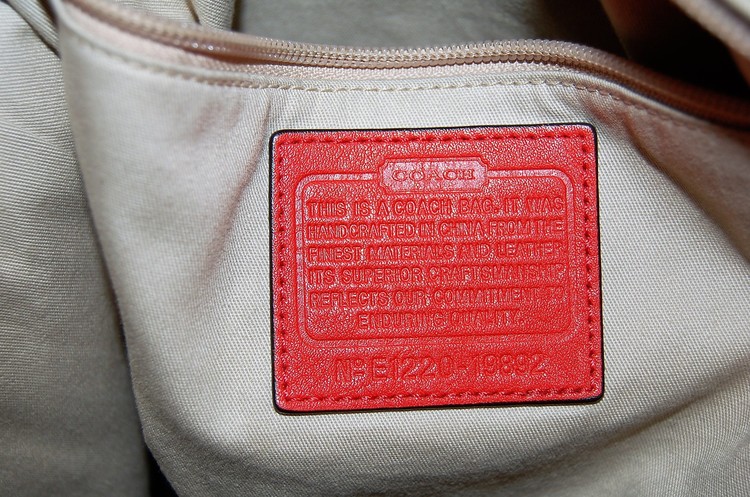 COACH
THIS IS A COACH BAG. IT WAS
HANDCRAFTED IN CHINA FROM THE
FINEST MATERIALS AND LEATHER
ITS SUPERIOR CRAFTSMANSHIP
REFLECTS OUR COMMITMENT TO
ENDURING QUALITY.
Nº E1220-19892